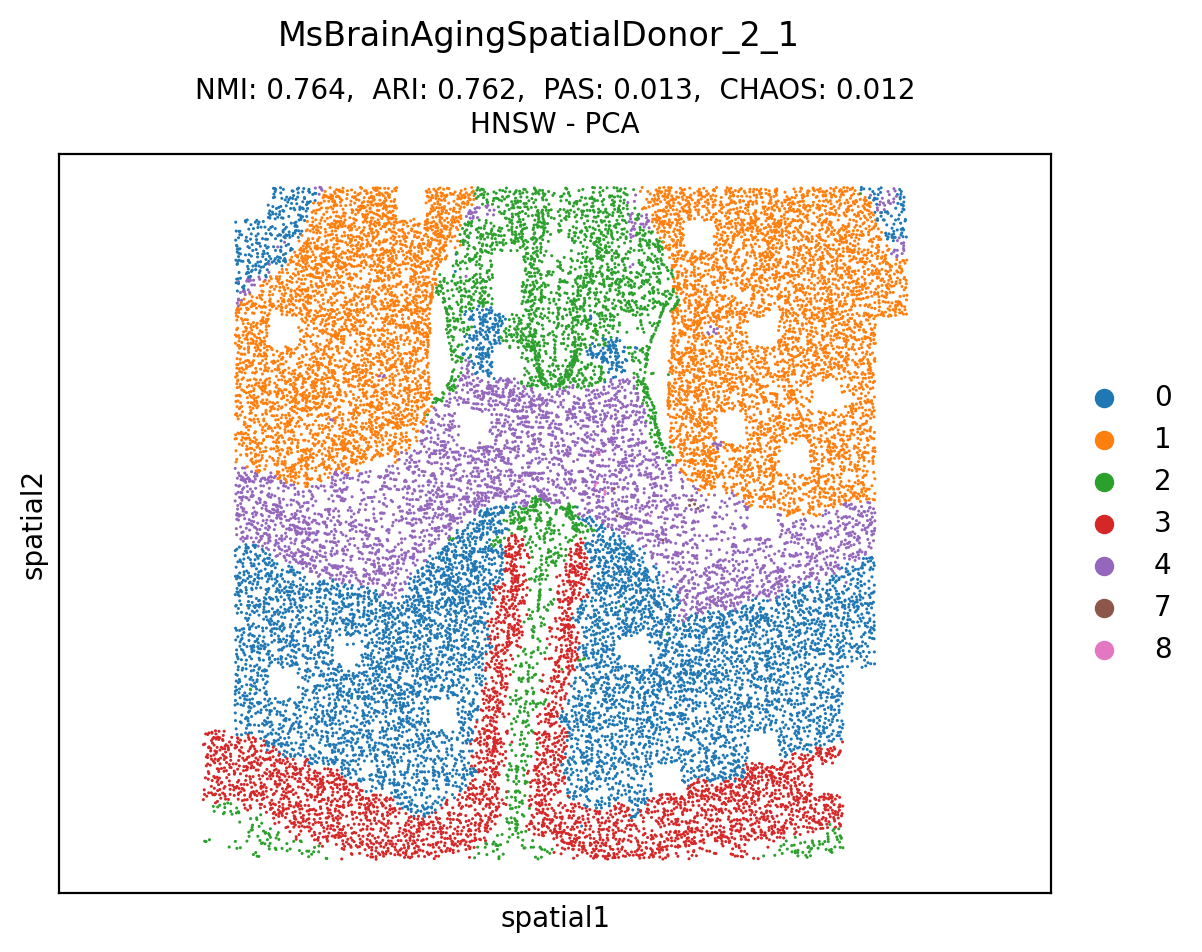 MsBrainAgingSpatialDonor_2_1
NMI: 0.764,  ARI: 0.762,  PAS: 0.013,  CHAOS: 0.012
HNSW - PCA
spatial2
0
1
2
3
4
7
8
spatial1